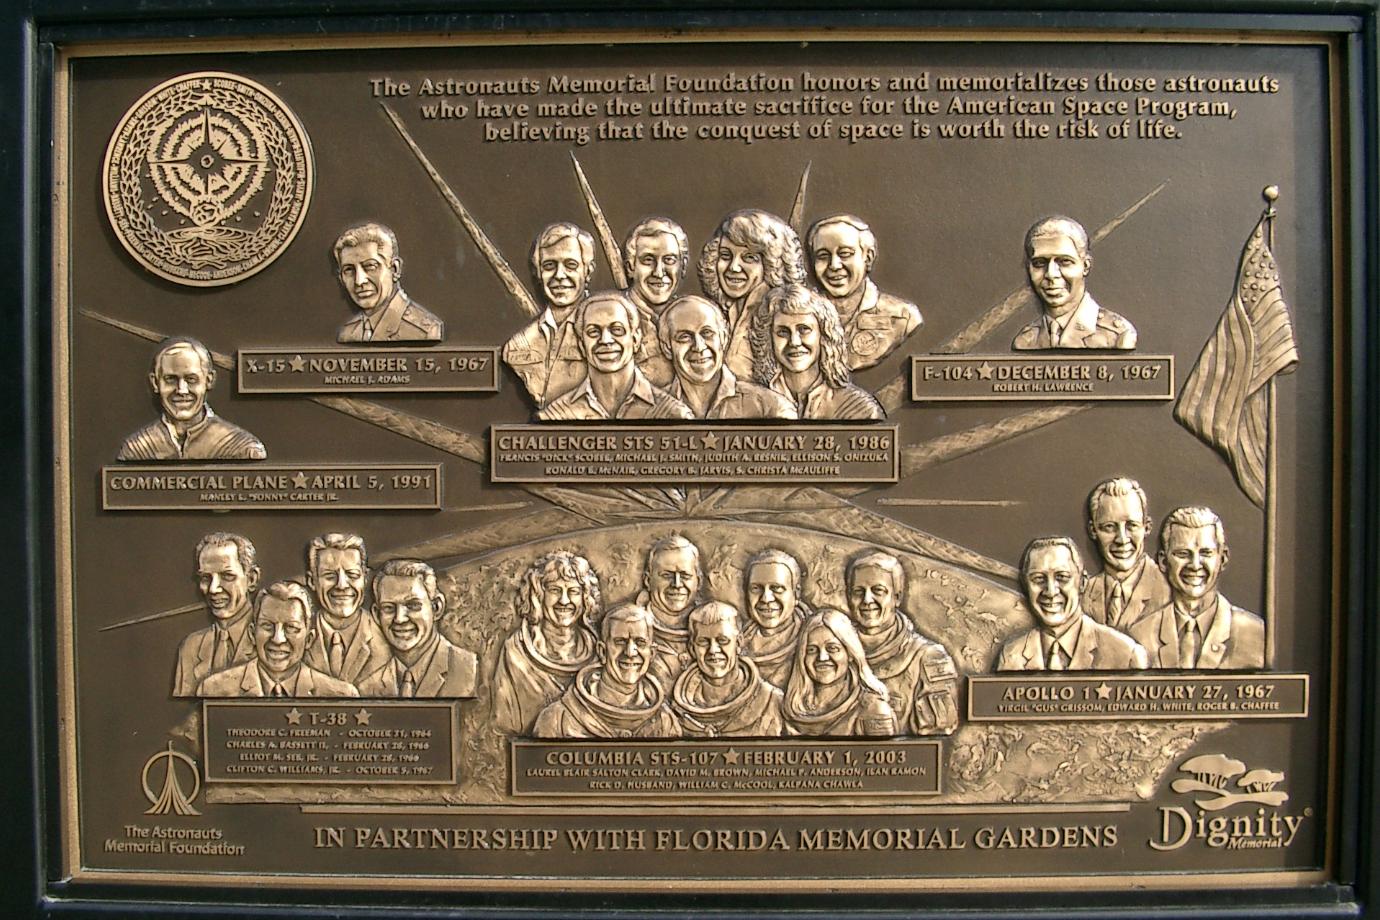 The Astronauts Memorial Foundation honors and memorializes those astronauts
who have made the ultimate sacrifice for the American Space Program,
believing that the conquest of space is worth the risk of life.
X-15 ★ NOVEMBER 15, 1967
MICHAEL J. ADAMS
F-104 ★ DECEMBER 8, 1967
ROBERT H. LAWRENCE
CHALLENGER STS 51-L ★ JANUARY 28, 1986
FRANCIS "DICK" SCOBEE, MICHAEL J. SMITH, JUDITH A. RESNIK, ELLISON S. ONIZUKA
RONALD E. McNAIR, GREGORY B. JARVIS, S. CHRISTA McAULIFFE
COMMERCIAL PLANE ★ APRIL 5, 1991
MANLEY L. "SONNY" CARTER JR.
APOLLO 1 ★ JANUARY 27, 1967
VIRGIL "GUS" GRISSOM, EDWARD H. WHITE, ROGER B. CHAFFEE
★ T-38 ★
THEODORE C. FREEMAN - OCTOBER 31, 1964
CHARLES A. BASSETT II, - FEBRUARY 28, 1966
ELLIOT M. SEE, JR. - FEBRUARY 28, 1966
CLIFTON C. WILLIAMS, JR. - OCTOBER 5, 1967
COLUMBIA STS-107 ★ FEBRUARY 1, 2003
LAUREL BLAIR SALTON CLARK, DAVID M. BROWN, MICHAEL P. ANDERSON, ILAN RAMON
RICK D. HUSBAND, WILLIAM C. McCOOL, KALPANA CHAWLA
The Astronauts
Memorial Foundation
IN PARTNERSHIP WITH FLORIDA MEMORIAL GARDENS
Dignity®
Memorial